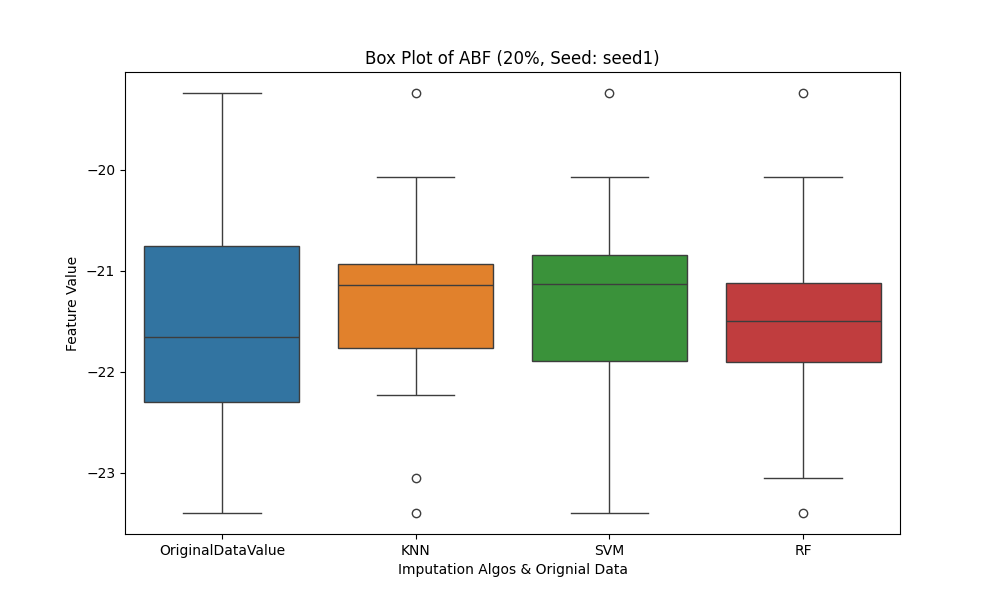 Box Plot of ABF (20%, Seed: seed1)
Feature Value
−20
−21
−22
−23
OriginalDataValue
KNN
SVM
RF
Imputation Algos & Orignial Data